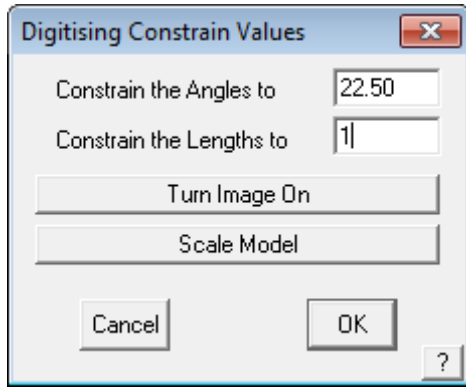 Digitising Constrain Values
Constrain the Angles to 22.50
Constrain the Lengths to 1
Turn Image On
Scale Model
Cancel OK
?